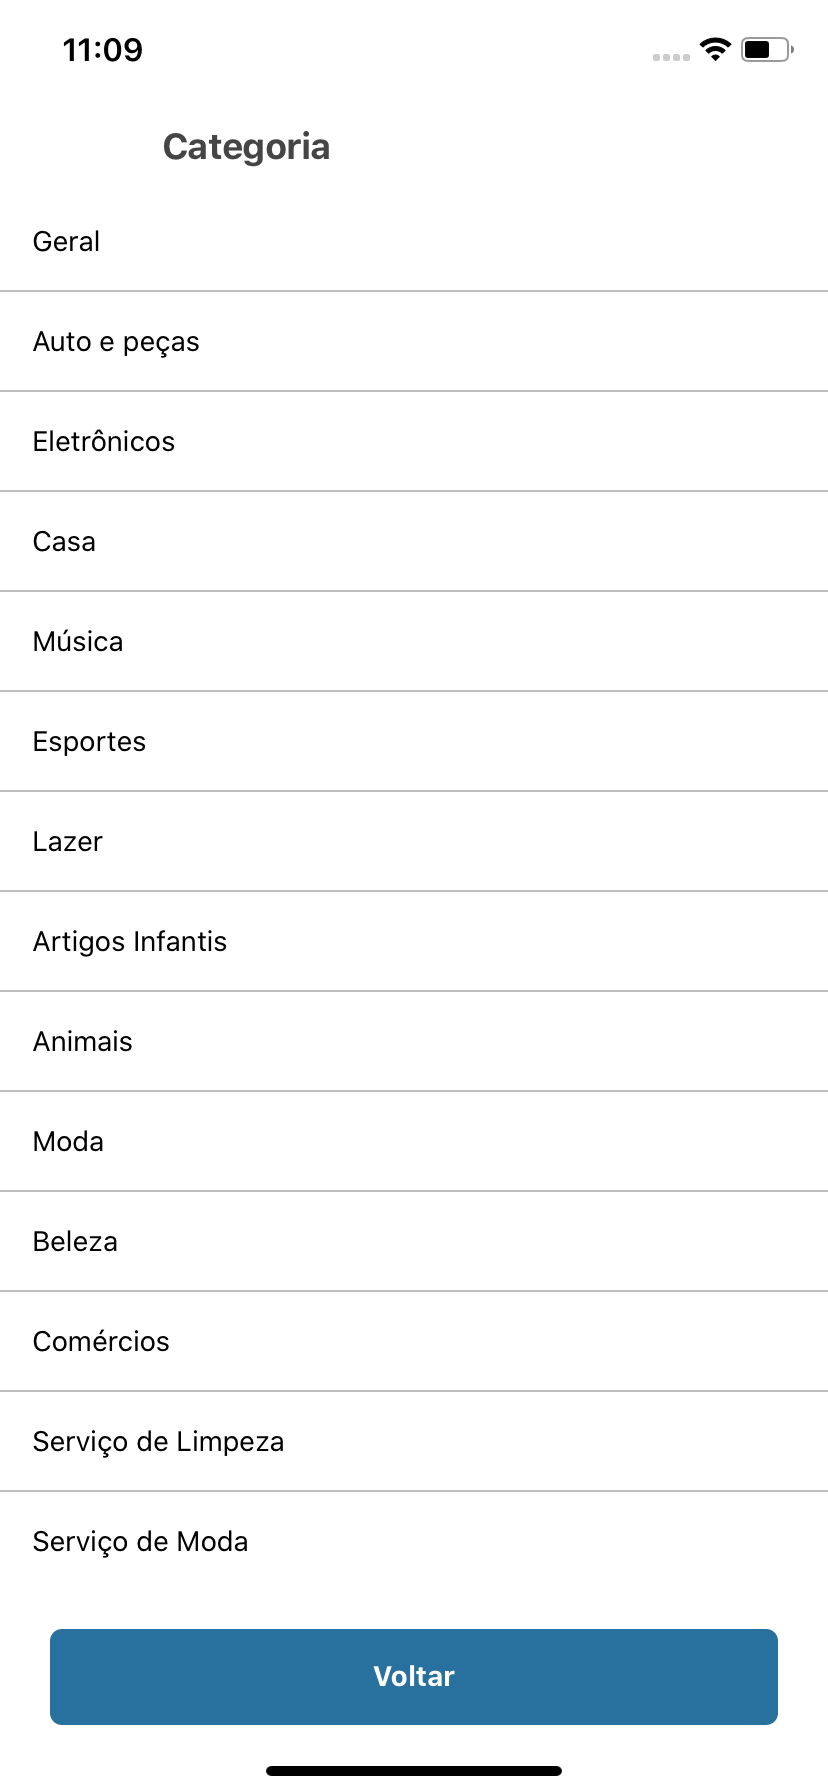 11:09
Categoria
Geral
Auto e peças
Eletrônicos
Casa
Música
Esportes
Lazer
Artigos Infantis
Animais
Moda
Beleza
Comércios
Serviço de Limpeza
Serviço de Moda
Voltar